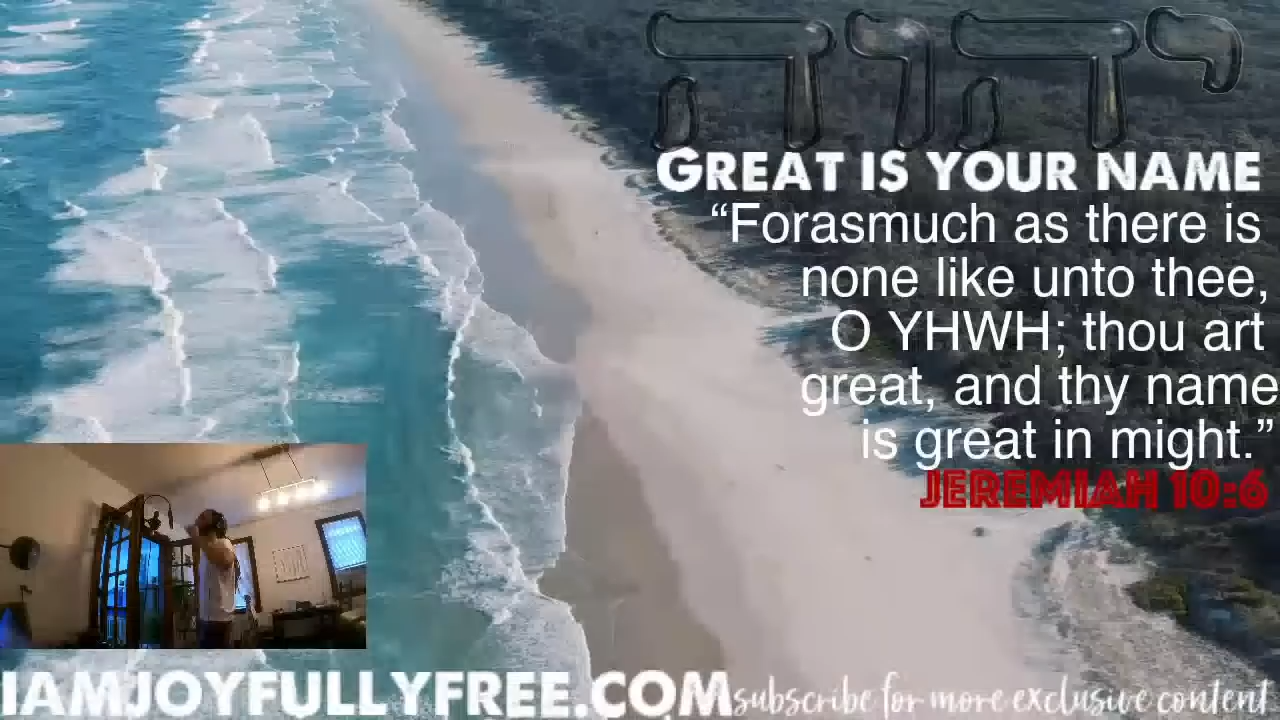 יהוה
GREAT IS YOUR NAME
“Forasmuch as there is
none like unto thee,
O YHWH; thou art
great, and thy name
is great in might.”
JEREMIAH 10:6
IAMJOYFULLYFREE.COM
subscribe for more exclusive content